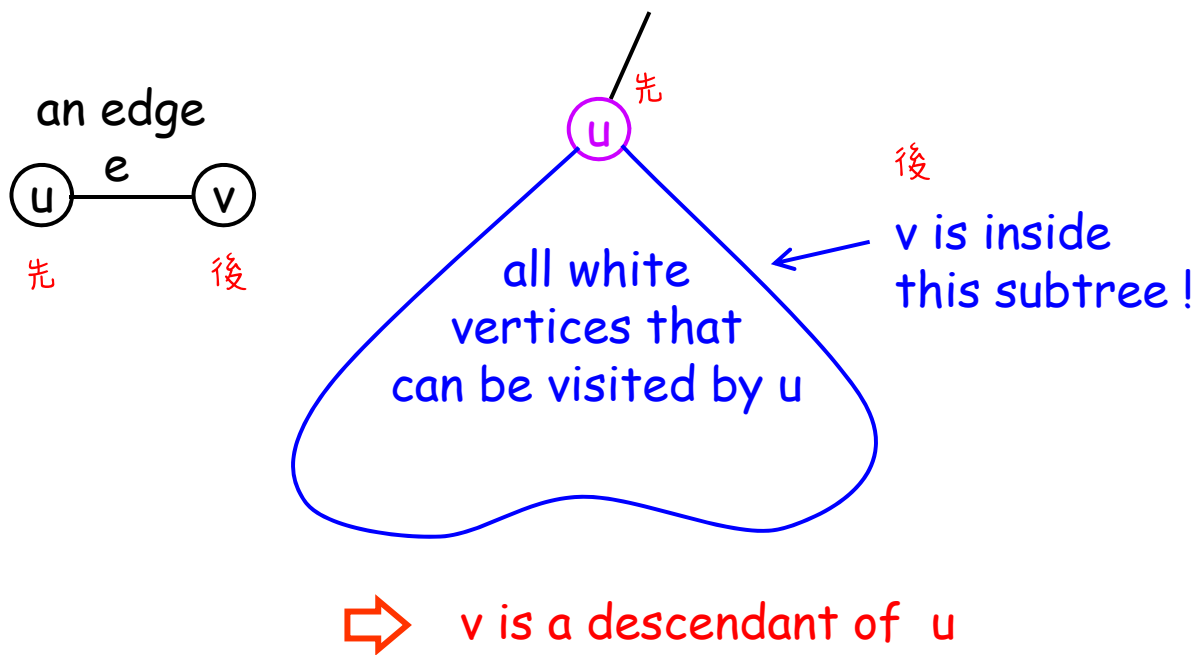 an edge
e
u
v
先
後
先
u
all white
vertices that
can be visited by u
後
v is inside
this subtree !
v is a descendant of u